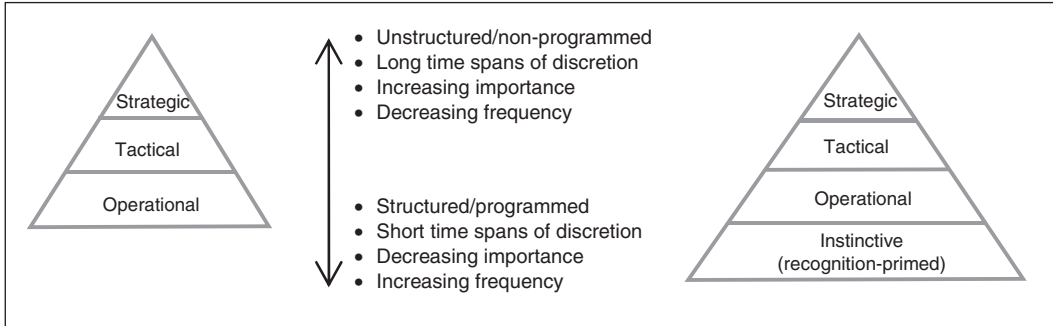 Strategic
Tactical
Operational
• Unstructured/non-programmed
• Long time spans of discretion
• Increasing importance
• Decreasing frequency
• Structured/programmed
• Short time spans of discretion
• Decreasing importance
• Increasing frequency
Strategic
Tactical
Operational
Instinctive
(recognition-primed)